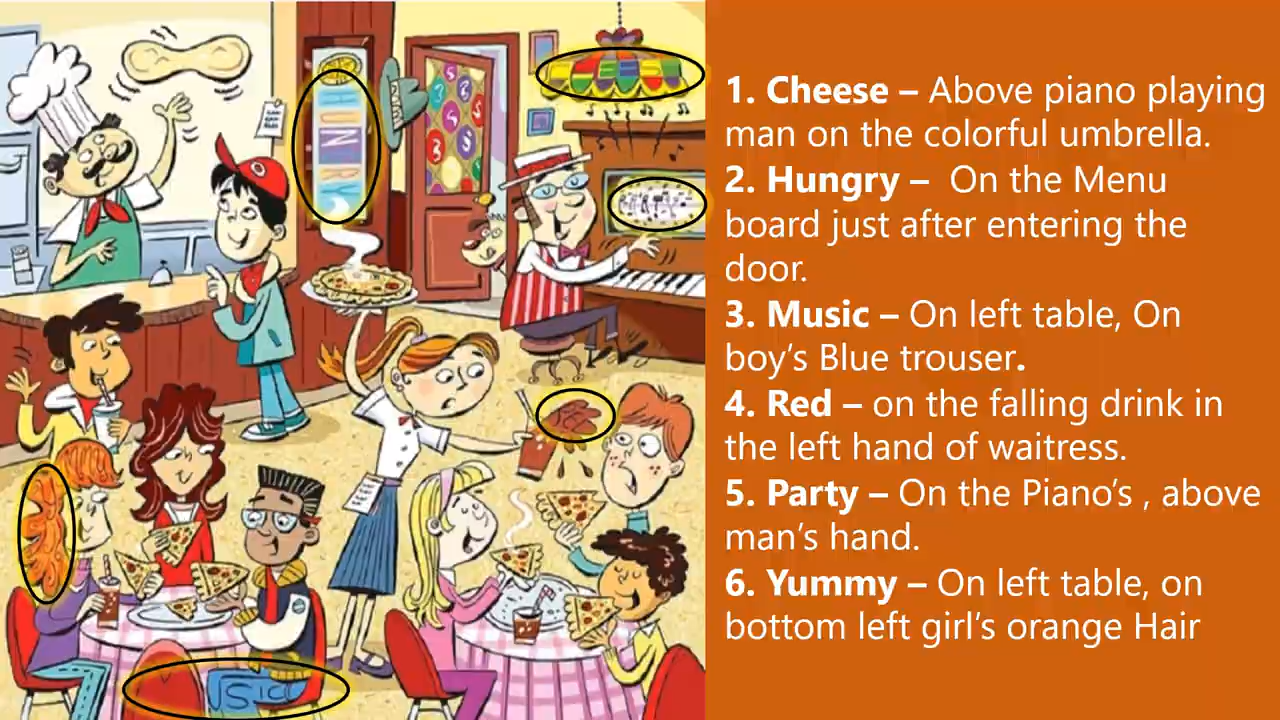 HUNGRY
1. Cheese – Above piano playing
man on the colorful umbrella.
2. Hungry –  On the Menu
board just after entering the
door.
3. Music – On left table, On
boy’s Blue trouser.
4. Red – on the falling drink in
the left hand of waitress.
5. Party – On the Piano’s , above
man’s hand.
6. Yummy – On left table, on
bottom left girl’s orange Hair